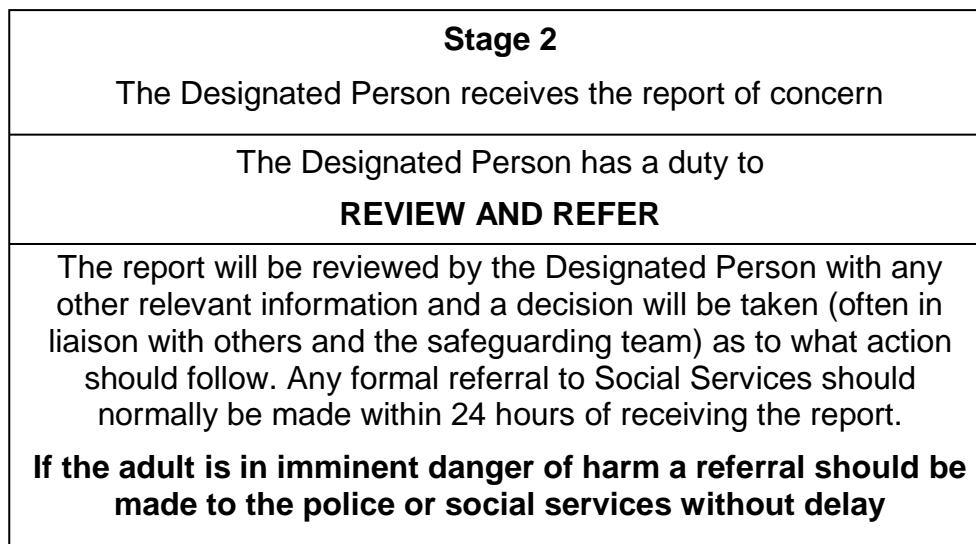 Stage 2
The Designated Person receives the report of concern
The Designated Person has a duty to
REVIEW AND REFER
The report will be reviewed by the Designated Person with any
other relevant information and a decision will be taken (often in
liaison with others and the safeguarding team) as to what action
should follow. Any formal referral to Social Services should
normally be made within 24 hours of receiving the report.
If the adult is in imminent danger of harm a referral should be
made to the police or social services without delay